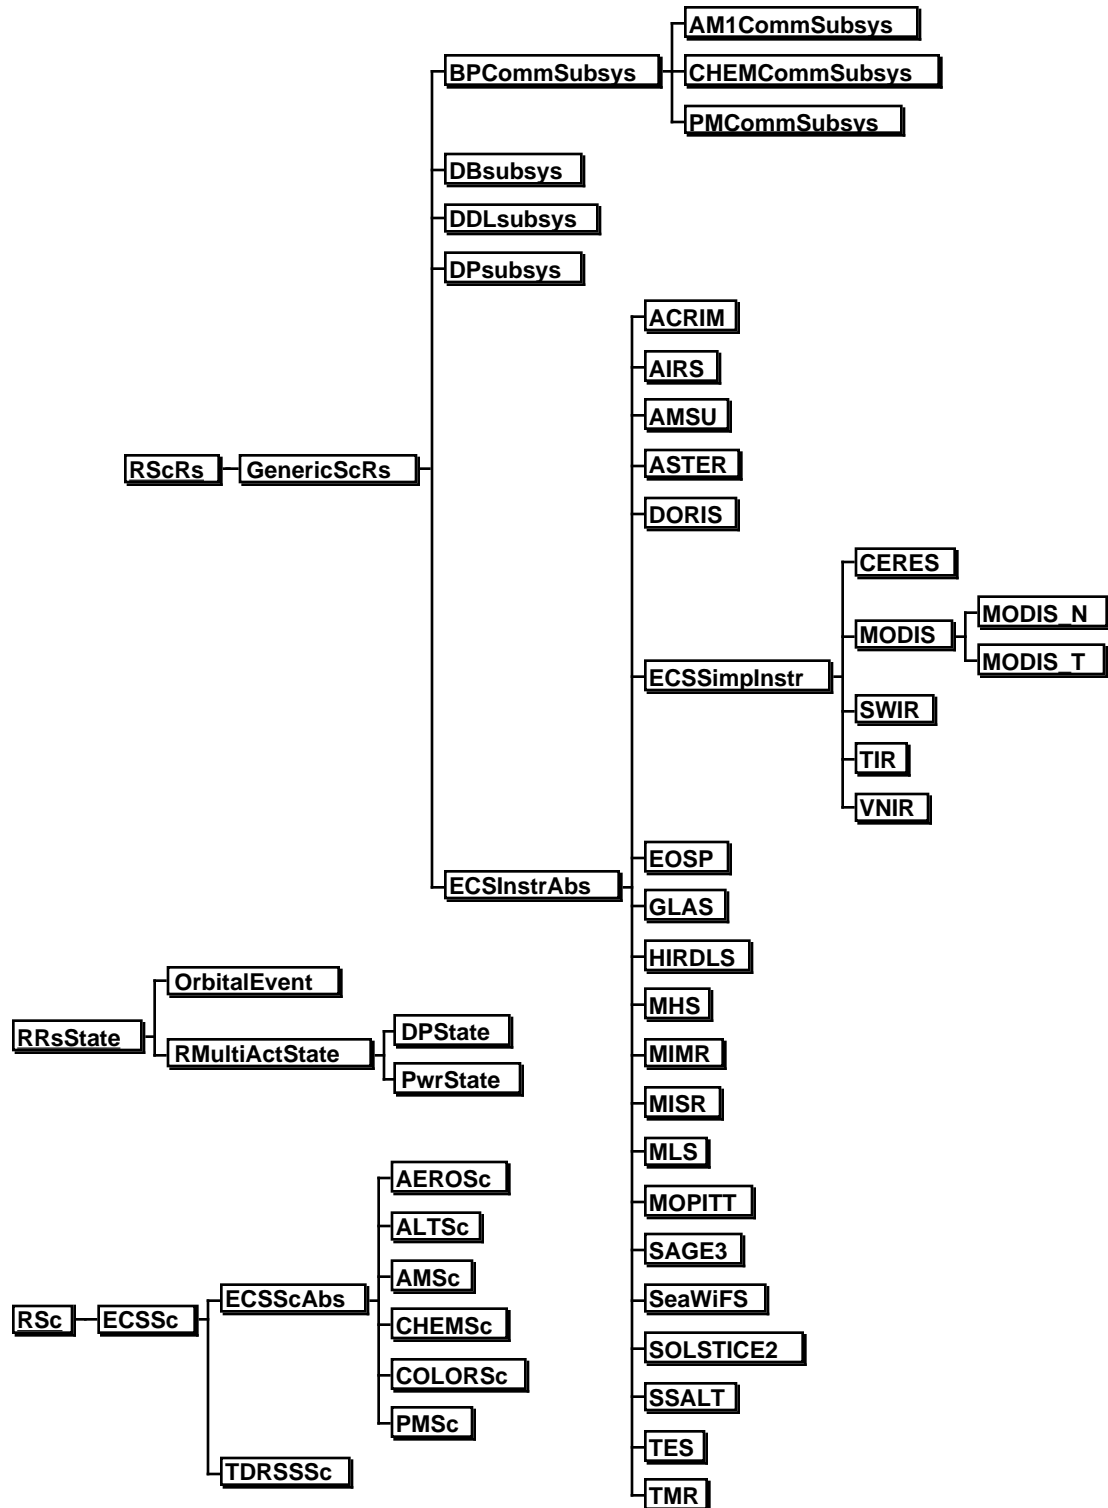 AM1CommSubsys
BPCommSubsys
CHEMCommSubsys
PMCommSubsys
DBsubsys
DDLsubsys
DPsubsys
ACRIM
AIRS
AMSU
ASTER
RScRs
GenericScRs
DORIS
CERES
MODIS_N
MODIS
MODIS_T
ECSSimpInstr
SWIR
TIR
VNIR
EOSP
ECSInstrAbs
GLAS
HIRDLS
OrbitalEvent
MHS
RRsState
DPState
RMultiActState
MIMR
PwrState
MISR
MLS
AEROSc
MOPITT
ALTSc
SAGE3
AMSc
ECSScAbs
SeaWiFS
RSc
ECSSc
CHEMSc
SOLSTICE2
COLORSc
SSALT
PMSc
TES
TDRSSSc
TMR